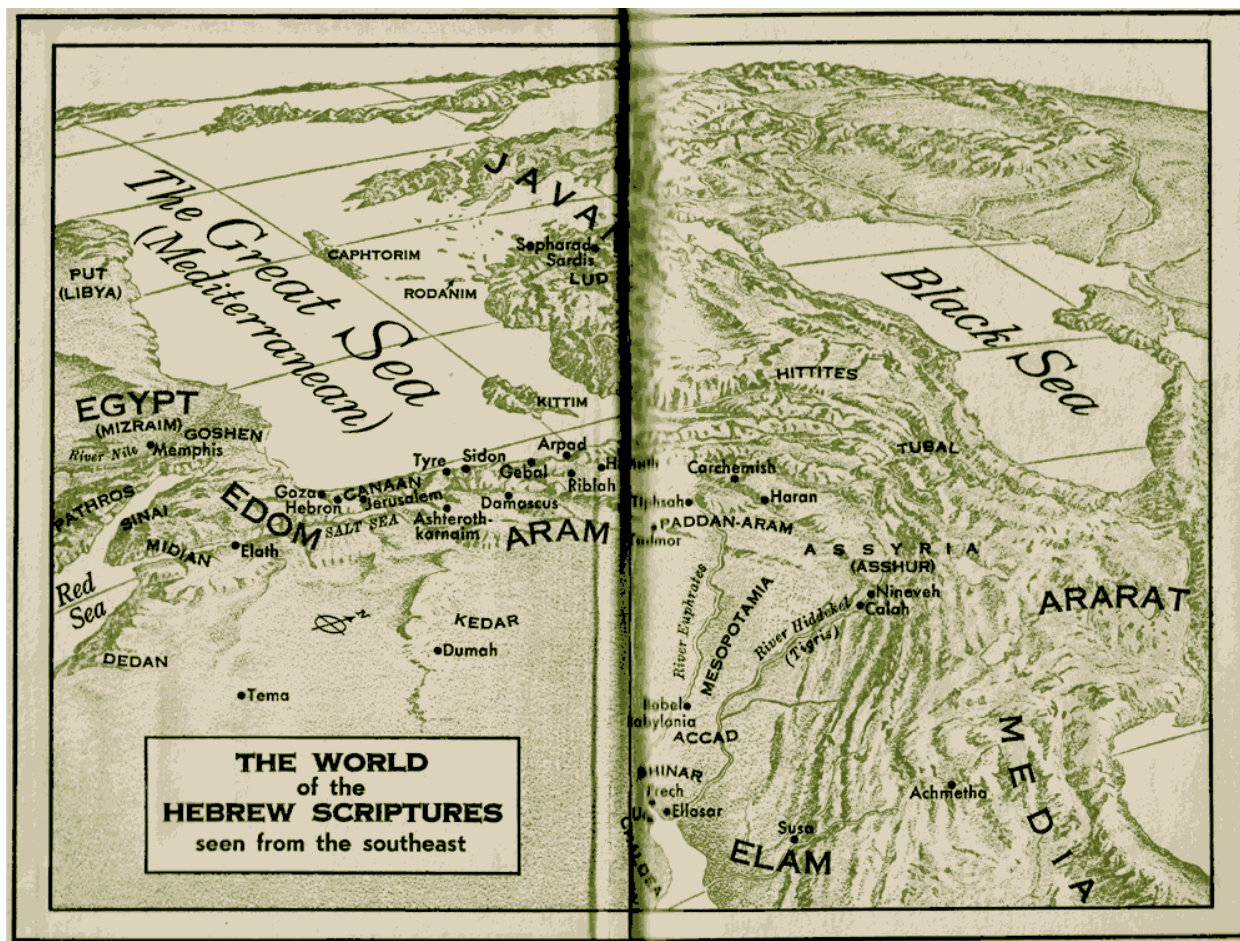 JAVA
The Great Sea
(Mediterranean)
PUT
(LIBYA)
CAPHTORIM
RODANIM
Sepharad
Sardis
LUD
Black Sea
HITTITES
KITTIM
TUBAL
EGYPT
(MIZRAIM)
GOSHEN
River Nile
Memphis
PATHROS
SINAI
MIDIAN
Red
Sea
EDOM
Elath
Gaza
Hebron
CANAAN
Jerusalem
SALT SEA
Tyre
Sidon
Gebal
Arpad
Riblah
Damascus
Ashteroth-
karnaim
ARAM
Carchemish
Haran
PADDAN-ARAM
ASSYRIA
(ASSHUR)
Nineveh
Calah
ARARAT
River Euphrates
MESOPOTAMIA
River Hiddekel
(Tigris)
KEDAR
Dumah
DEDAN
Tema
N
ACCAD
Ellasar
Susa
ELAM
Achmetha
MEDIA
THE WORLD
of the
HEBREW SCRIPTURES
seen from the southeast